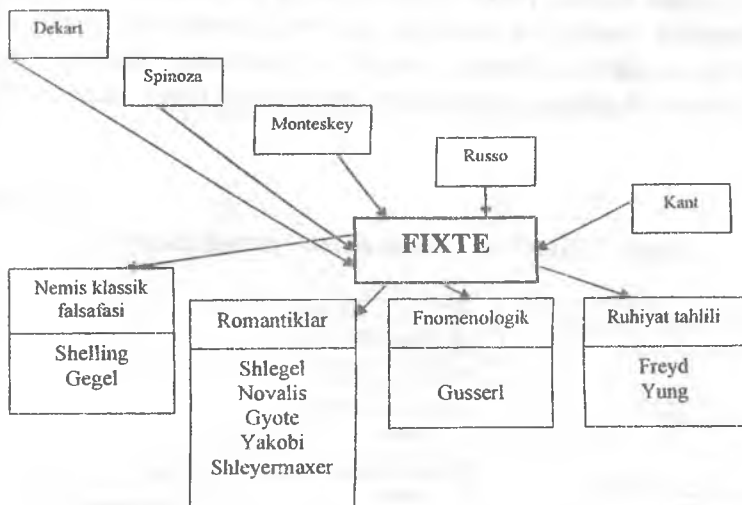 Dekart
Spinoza
Monteskey
Russo
Kant
FIXTE
Nemis klassik
falsafasi
Shelling
Gegel
Romantiklar
Shlegel
Novalis
Gyote
Yakobi
Shleyermaxer
Fnomenologik
Gusserl
Ruhiyat tahlili
Freyd
Yung